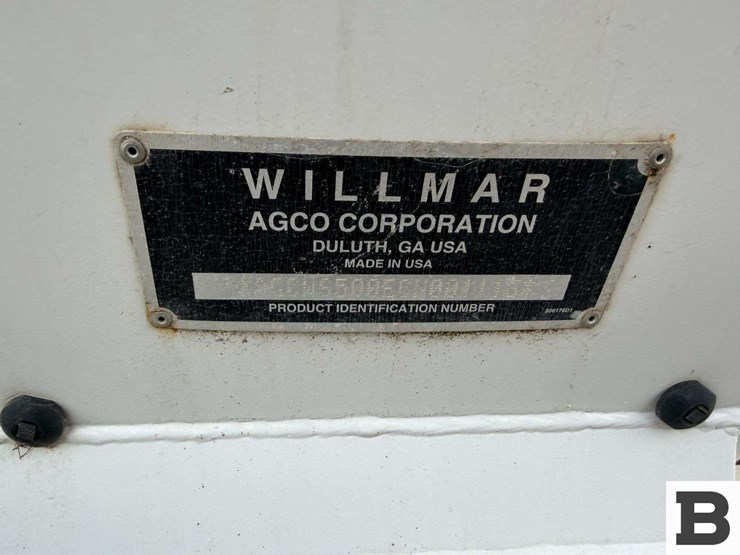 WILLMAR
AGCO CORPORATION
DULUTH, GA USA
MADE IN USA
PRODUCT IDENTIFICATION NUMBER
B